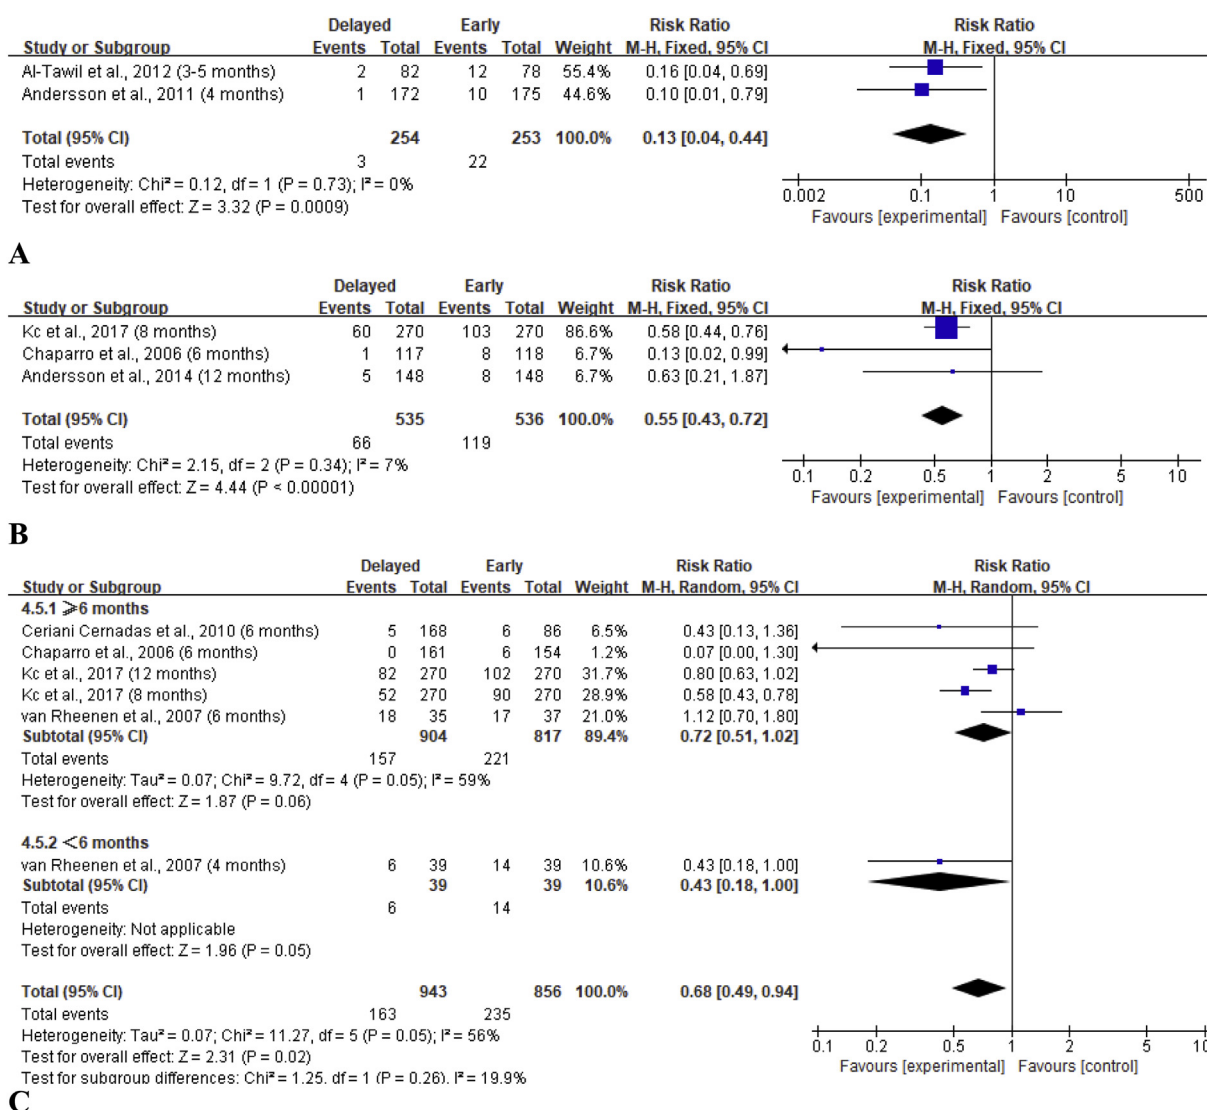 Delayed Early Risk Ratio Risk Ratio
Study or Subgroup Events Total Events Total Weight M-H, Fixed, 95% CI M-H, Fixed, 95% CI
Al-Tawil et al., 2012 (3-5 months) 2 82 12 78 55.4% 0.16 [0.04, 0.69]
Andersson et al., 2011 (4 months) 1 172 10 175 44.6% 0.10 [0.01, 0.79]
Total (95% CI) 254 253 100.0% 0.13 [0.04, 0.44]
Total events 3 22
Heterogeneity: Chi² = 0.12, df = 1 (P = 0.73); I² = 0%
Test for overall effect: Z = 3.32 (P = 0.0009)
0.002 0.1 1 10 500
Favours [experimental] Favours [control]
A
Delayed Early Risk Ratio Risk Ratio
Study or Subgroup Events Total Events Total Weight M-H, Fixed, 95% CI M-H, Fixed, 95% CI
Kc et al., 2017 (8 months) 60 270 103 270 86.6% 0.58 [0.44, 0.76]
Chaparro et al., 2006 (6 months) 1 117 8 118 6.7% 0.13 [0.02, 0.99]
Andersson et al., 2014 (12 months) 5 148 8 148 6.7% 0.63 [0.21, 1.87]
Total (95% CI) 535 536 100.0% 0.55 [0.43, 0.72]
Total events 66 119
Heterogeneity: Chi² = 2.15, df = 2 (P = 0.34); I² = 7%
Test for overall effect: Z = 4.44 (P < 0.00001)
0.1 0.2 0.5 1 2 5 10
Favours [experimental] Favours [control]
B
Delayed Early Risk Ratio Risk Ratio
Study or Subgroup Events Total Events Total Weight M-H, Random, 95% CI M-H, Random, 95% CI
4.5.1 ⩾6 months
Ceriani Cernadas et al., 2010 (6 months) 5 168 6 86 6.5% 0.43 [0.13, 1.36]
Chaparro et al., 2006 (6 months) 0 161 6 154 1.2% 0.07 [0.00, 1.30]
Kc et al., 2017 (12 months) 82 270 102 270 31.7% 0.80 [0.63, 1.02]
Kc et al., 2017 (8 months) 52 270 90 270 28.9% 0.58 [0.43, 0.78]
van Rheenen et al., 2007 (6 months) 18 35 17 37 21.0% 1.12 [0.70, 1.80]
Subtotal (95% CI) 904 817 89.4% 0.72 [0.51, 1.02]
Total events 157 221
Heterogeneity: Tau² = 0.07; Chi² = 9.72, df = 4 (P = 0.05); I² = 59%
Test for overall effect: Z = 1.87 (P = 0.06)
4.5.2 <6 months
van Rheenen et al., 2007 (4 months) 6 39 14 39 10.6% 0.43 [0.18, 1.00]
Subtotal (95% CI) 39 39 10.6% 0.43 [0.18, 1.00]
Total events 6 14
Heterogeneity: Not applicable
Test for overall effect: Z = 1.96 (P = 0.05)
Total (95% CI) 943 856 100.0% 0.68 [0.49, 0.94]
Total events 163 235
Heterogeneity: Tau² = 0.07; Chi² = 11.27, df = 5 (P = 0.05); I² = 56%
Test for overall effect: Z = 2.31 (P = 0.02)
Test for subgroup differences: Chi² = 1.25, df = 1 (P = 0.26), I² = 19.9%
0.1 0.2 0.5 1 2 5 10
Favours [experimental] Favours [control]
C